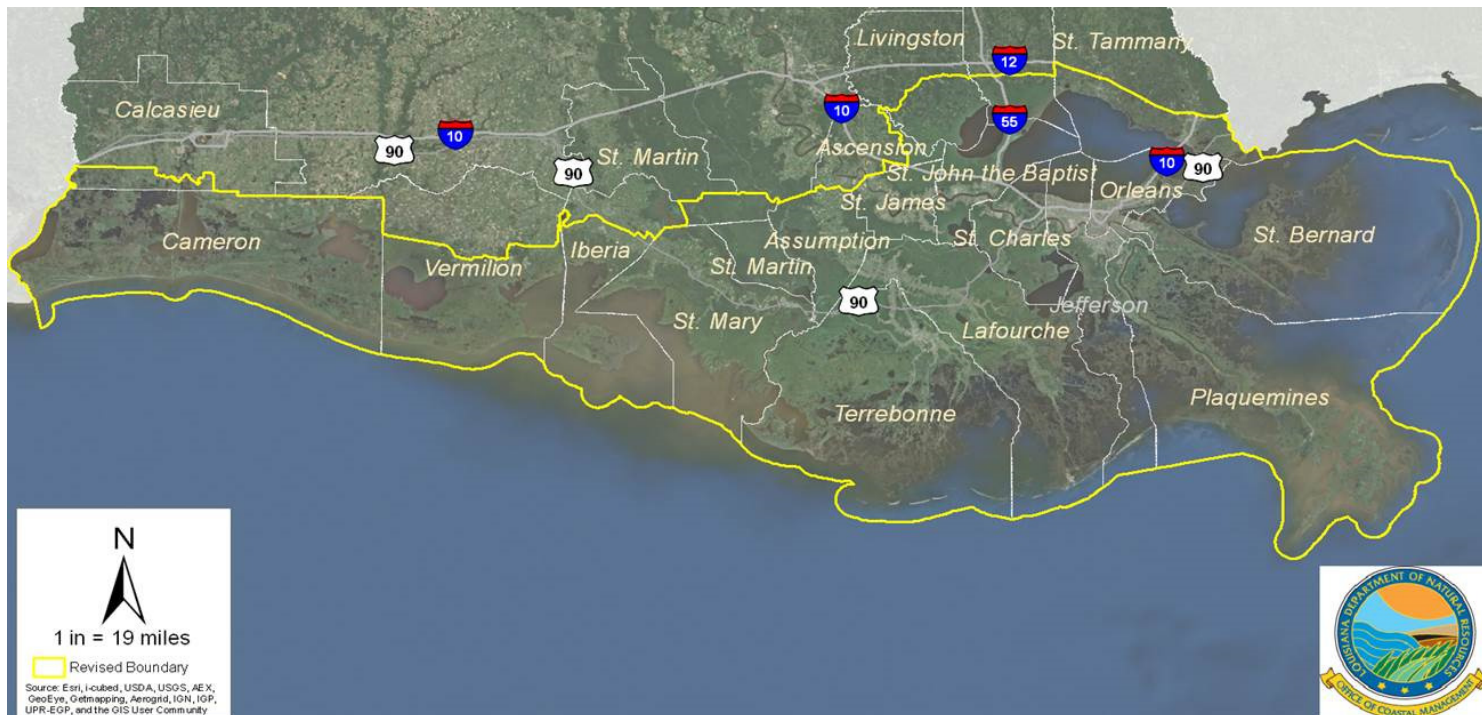 Livingston
St. Tammany
12
Calcasieu
10
10
55
90
St. Martin
Ascension
90
10
90
St. John the Baptist
Orleans
St. James
Cameron
Assumption
St. Charles
St. Bernard
Vermilion
Iberia
St. Martin
90
Jefferson
St. Mary
Lafourche
Plaquemines
Terrebonne
N
1 in = 19 miles
Revised Boundary
Source: Esri, i-cubed, USDA, USGS, AEX,
GeoEye, Getmapping, Aerogrid, IGN, IGP,
UPR-EGP, and the GIS User Community
LOUISIANA DEPARTMENT OF NATURAL RESOURCES
OFFICE OF COASTAL MANAGEMENT